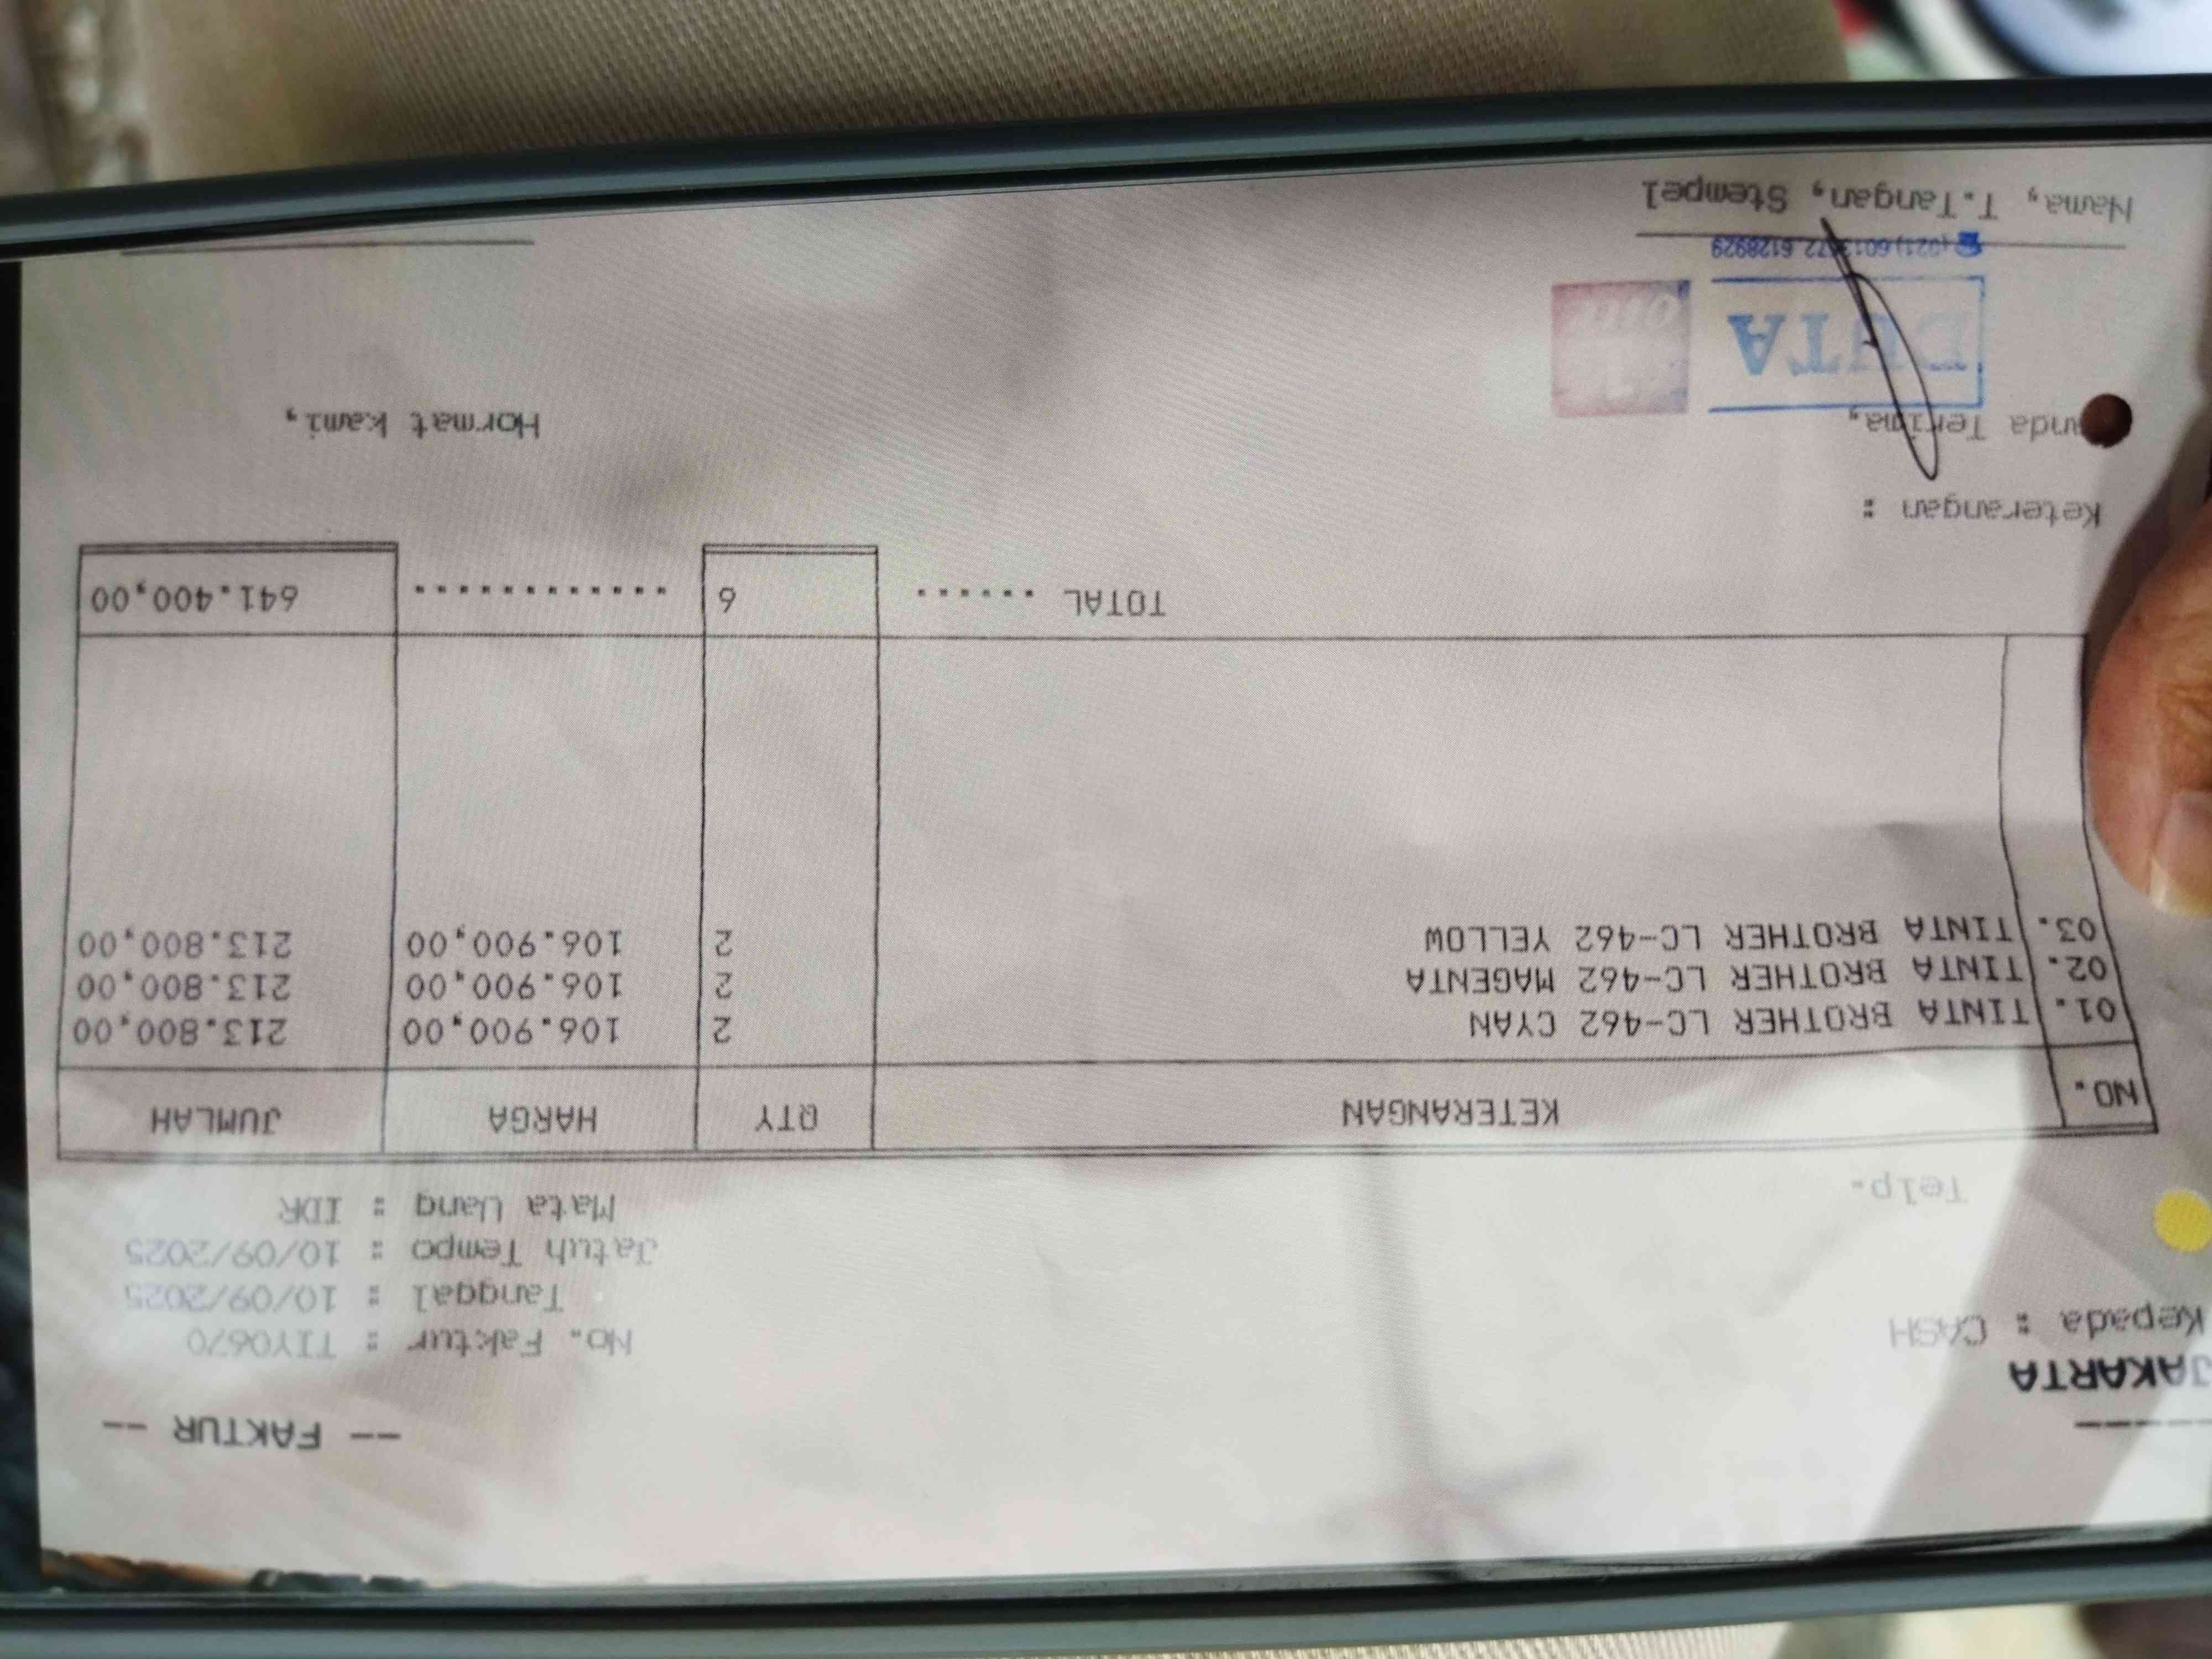 -- FAKTUR --
JAKARTA
Kepada : CASH
No. Faktur : TIY0670
Tanggal : 10/09/2025
Jatuh Tempo : 10/09/2025
Telp.
Mata Uang : IDR
NO. KETERANGAN QTY HARGA JUMLAH
01. TINTA BROTHER LC-462 CYAN 2 106.900,00 213.800,00
02. TINTA BROTHER LC-462 MAGENTA 2 106.900,00 213.800,00
03. TINTA BROTHER LC-462 YELLOW 2 106.900,00 213.800,00
TOTAL ...... 6 ............ 641.400,00
Keterangan :
anda Terima, Hormat kami,
DUTA
6128929
Nama, T.Tangan, Stempel